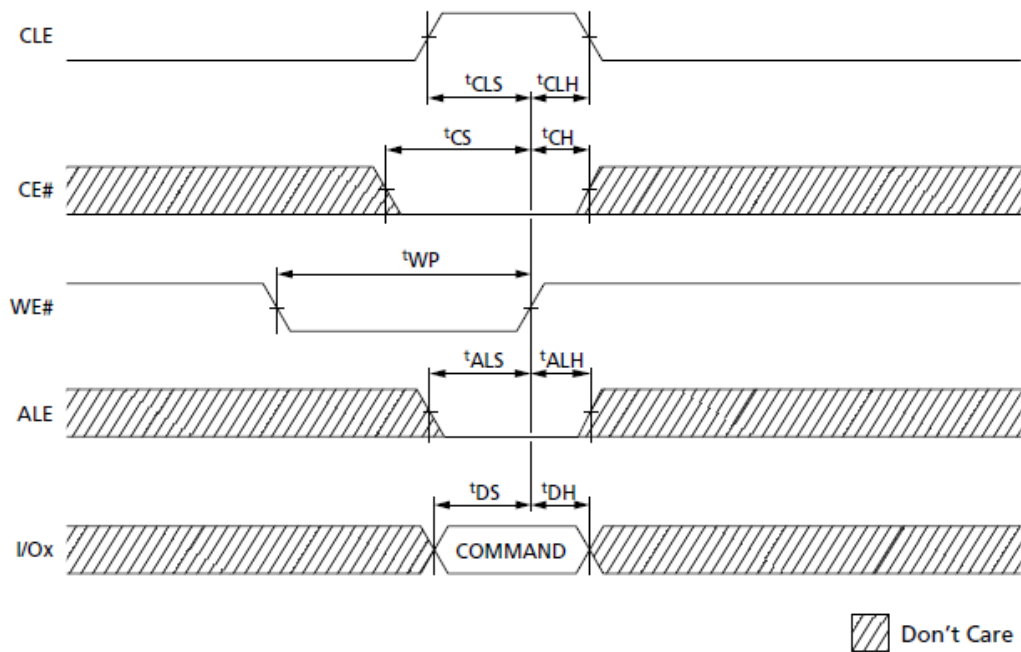 CLE
tCLS tCLH
tCS tCH
CE#
tWP
WE#
tALS tALH
ALE
tDS tDH
I/Ox COMMAND
Don't Care